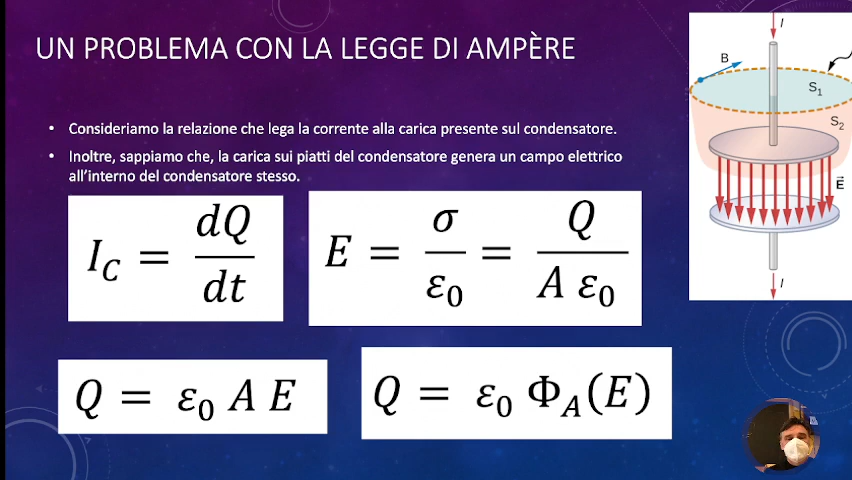 UN PROBLEMA CON LA LEGGE DI AMPÈRE
• Consideriamo la relazione che lega la corrente alla carica presente sul condensatore.
• Inoltre, sappiamo che, la carica sui piatti del condensatore genera un campo elettrico
all'interno del condensatore stesso.
I_C = dQ/dt
E = σ/ε₀ = Q/(A ε₀)
Q = ε₀ A E
Q = ε₀ Φ_A(E)
I
B
S₁
S₂
E⃗
I